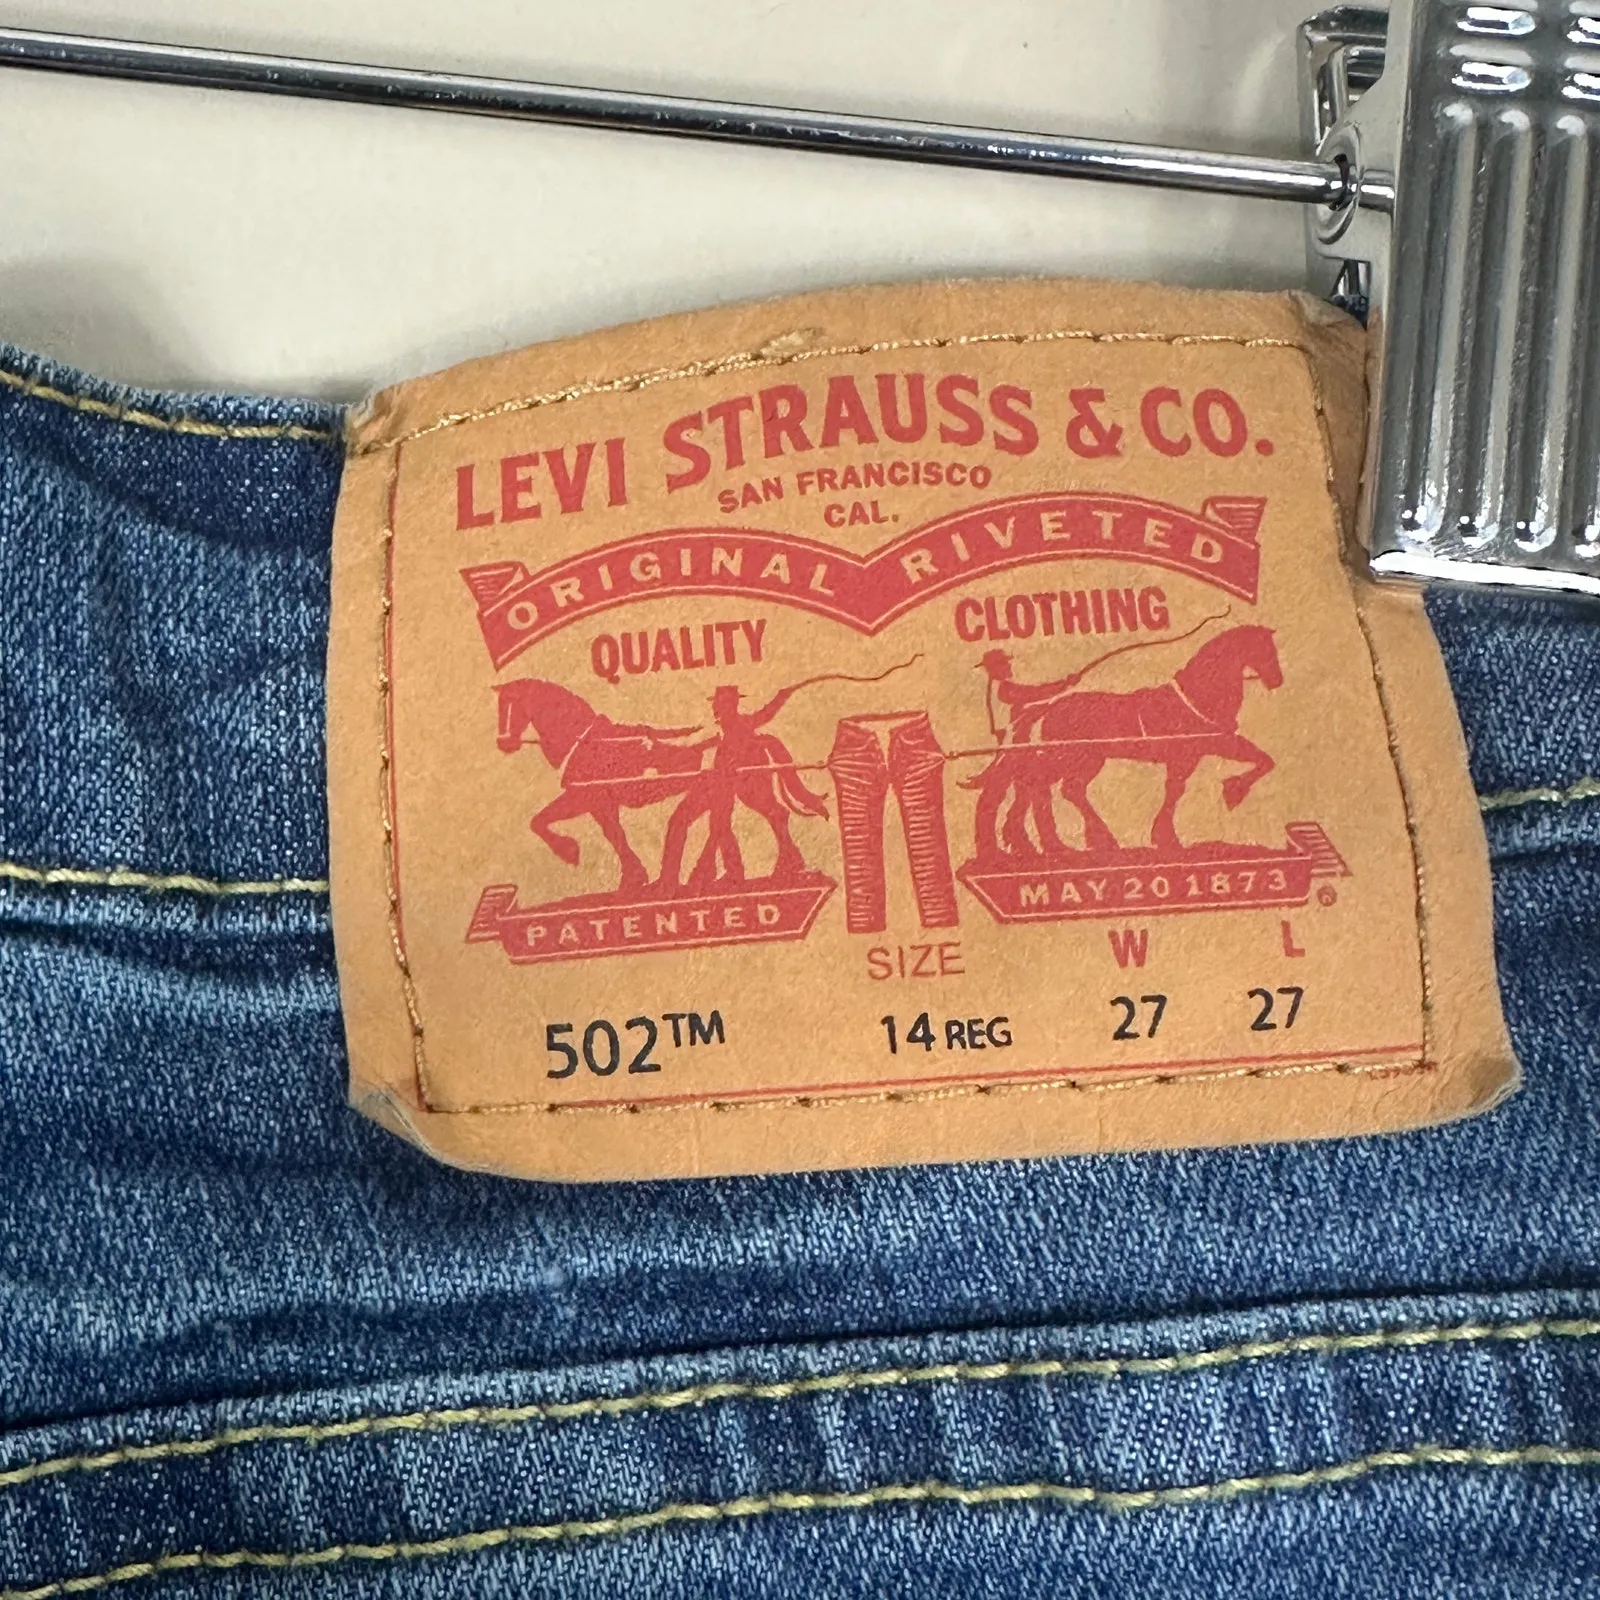 LEVI STRAUSS & CO.
SAN FRANCISCO
CAL.
ORIGINAL RIVETED
QUALITY CLOTHING
PATENTED MAY 20 1873 ®
SIZE W L
502™ 14 REG 27 27